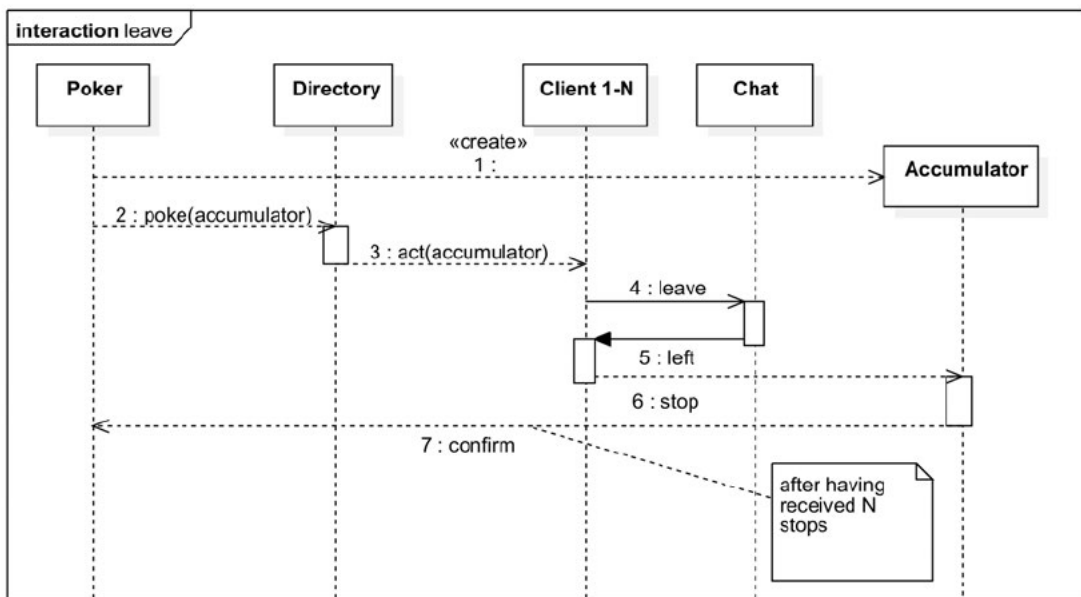 interaction leave
Poker
Directory
Client 1-N
Chat
«create»
1 :
Accumulator
2 : poke(accumulator)
3 : act(accumulator)
4 : leave
5 : left
6 : stop
7 : confirm
after having
received N
stops